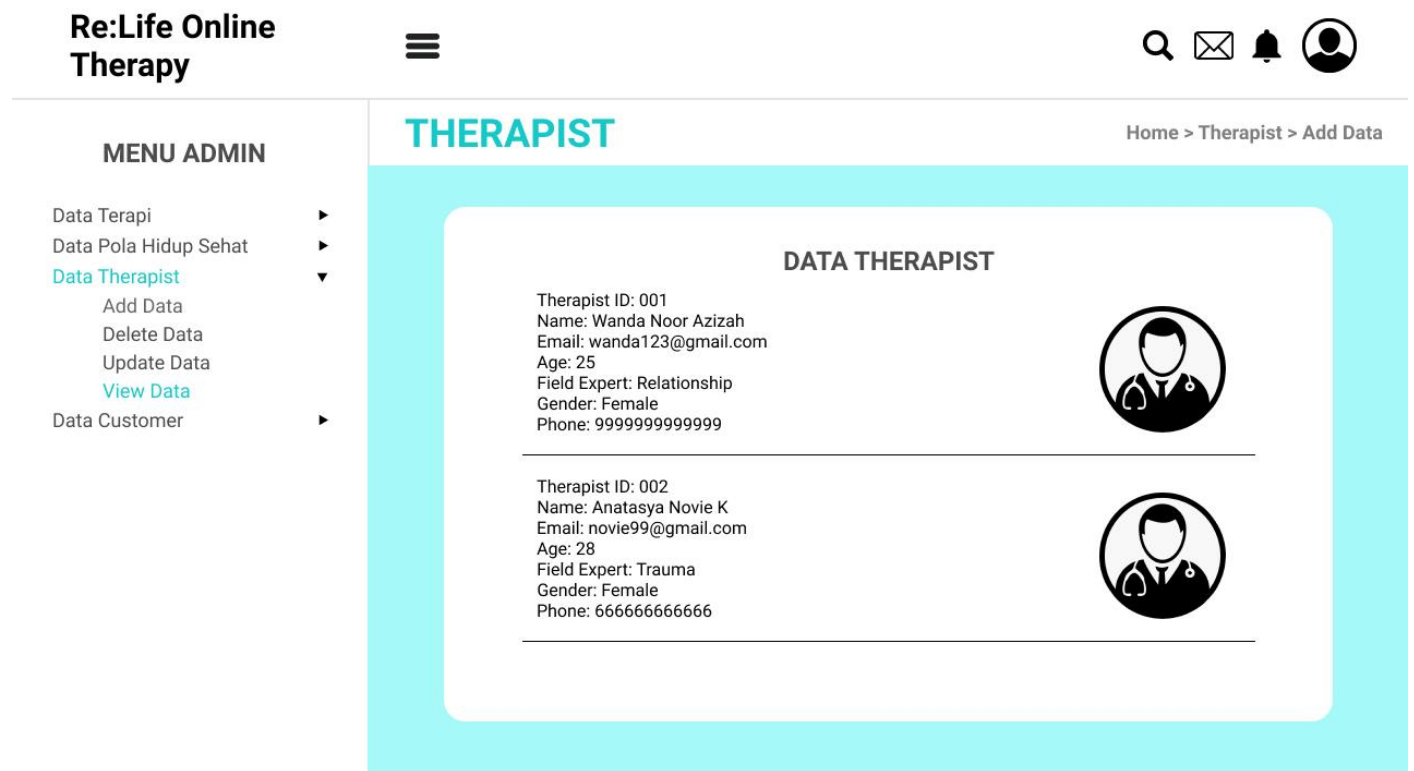 Re:Life Online
Therapy
MENU ADMIN
Data Terapi
Data Pola Hidup Sehat
Data Therapist
Add Data
Delete Data
Update Data
View Data
Data Customer
THERAPIST
Home > Therapist > Add Data
DATA THERAPIST
Therapist ID: 001
Name: Wanda Noor Azizah
Email: wanda123@gmail.com
Age: 25
Field Expert: Relationship
Gender: Female
Phone: 9999999999999
Therapist ID: 002
Name: Anatasya Novie K
Email: novie99@gmail.com
Age: 28
Field Expert: Trauma
Gender: Female
Phone: 666666666666